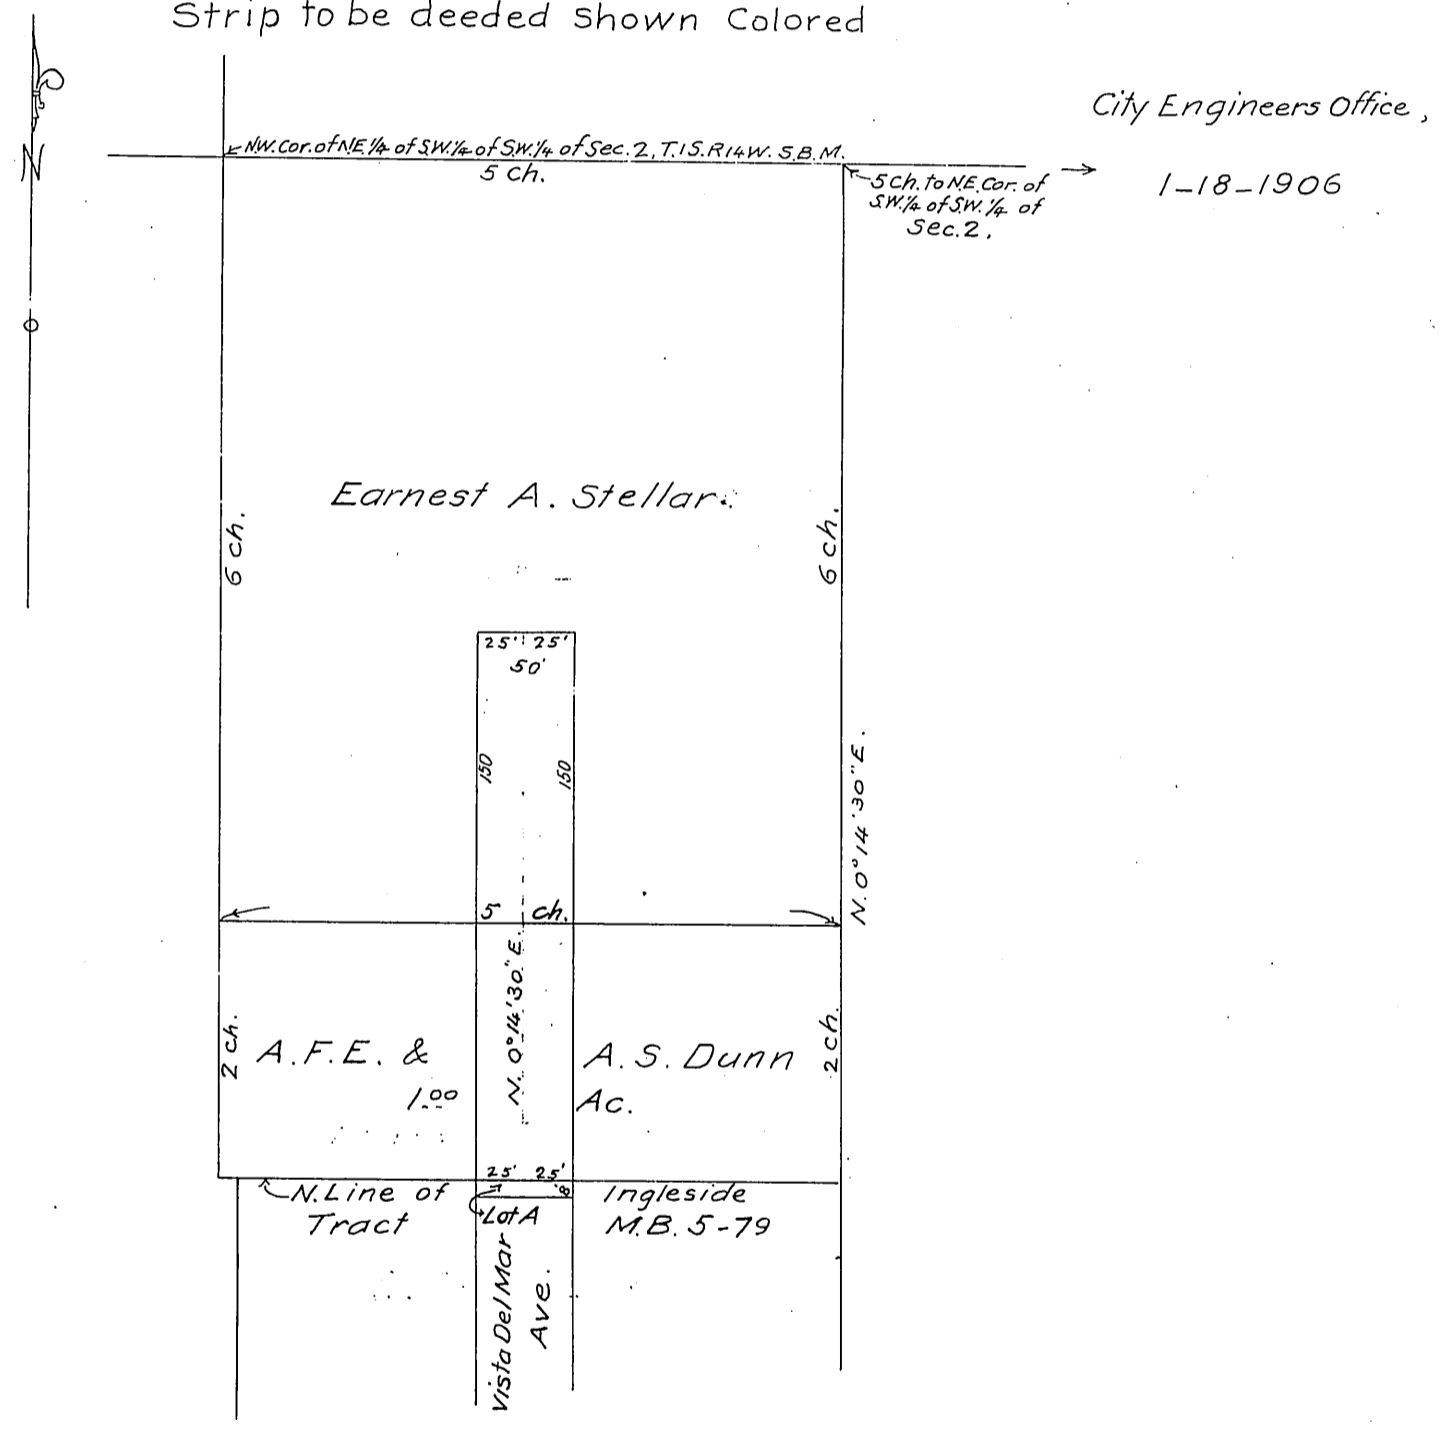 Strip to be deeded Shown Colored
N
City Engineers Office,
1-18-1906
N.W. Cor. of N.E. 1/4 of S.W. 1/4 of S.W. 1/4 of Sec. 2, T.1S. R14W. S.B.M.
5 ch.
5 Ch. to N.E. Cor. of
S.W. 1/4 of S.W. 1/4 of
Sec. 2.
Earnest A. Stellar
6 ch.
6 ch.
25' 25'
50'
150
150
N. 0° 14' 30" E.
5 ch.
N. 0° 14' 30" E.
2 ch.
A.F.E. & A.S. Dunn
1.00 Ac.
2 ch.
25' 25'
8'
N. Line of Ingleside
Tract M.B. 5-79
Lot A
Vista Del Mar
Ave.